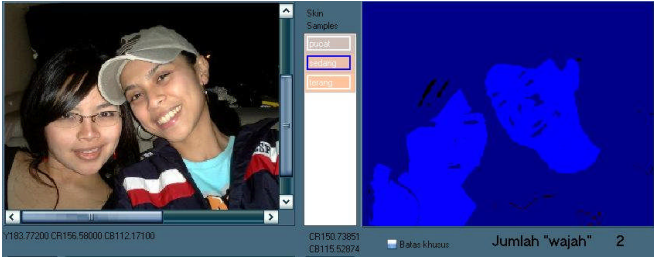 Skin
Samples
pucat
sedang
terang
Y183.77200 CR156.58000 CB112.17100
CR150.73851
CB115.52874
Batas khusus
Jumlah "wajah" 2